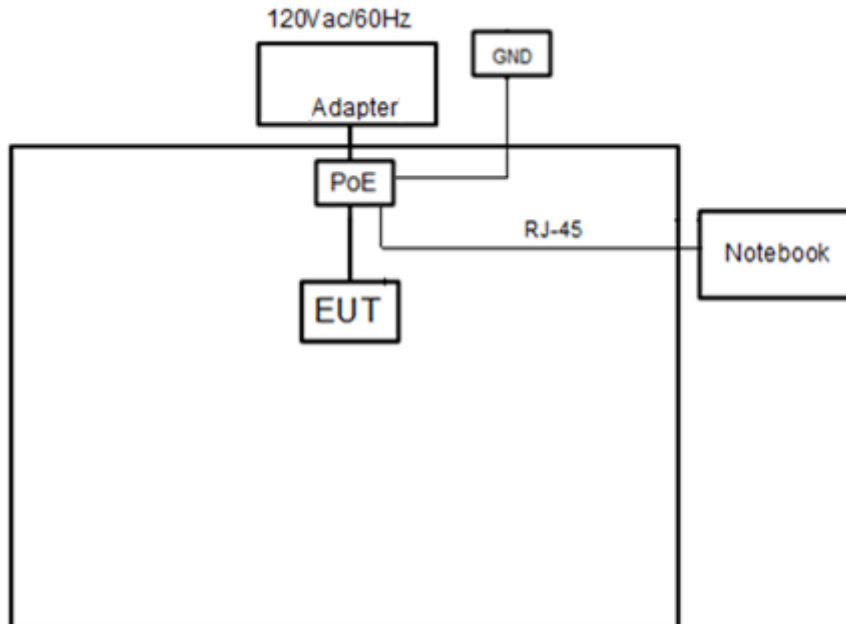 120Vac/60Hz
GND
Adapter
PoE
RJ-45
Notebook
EUT